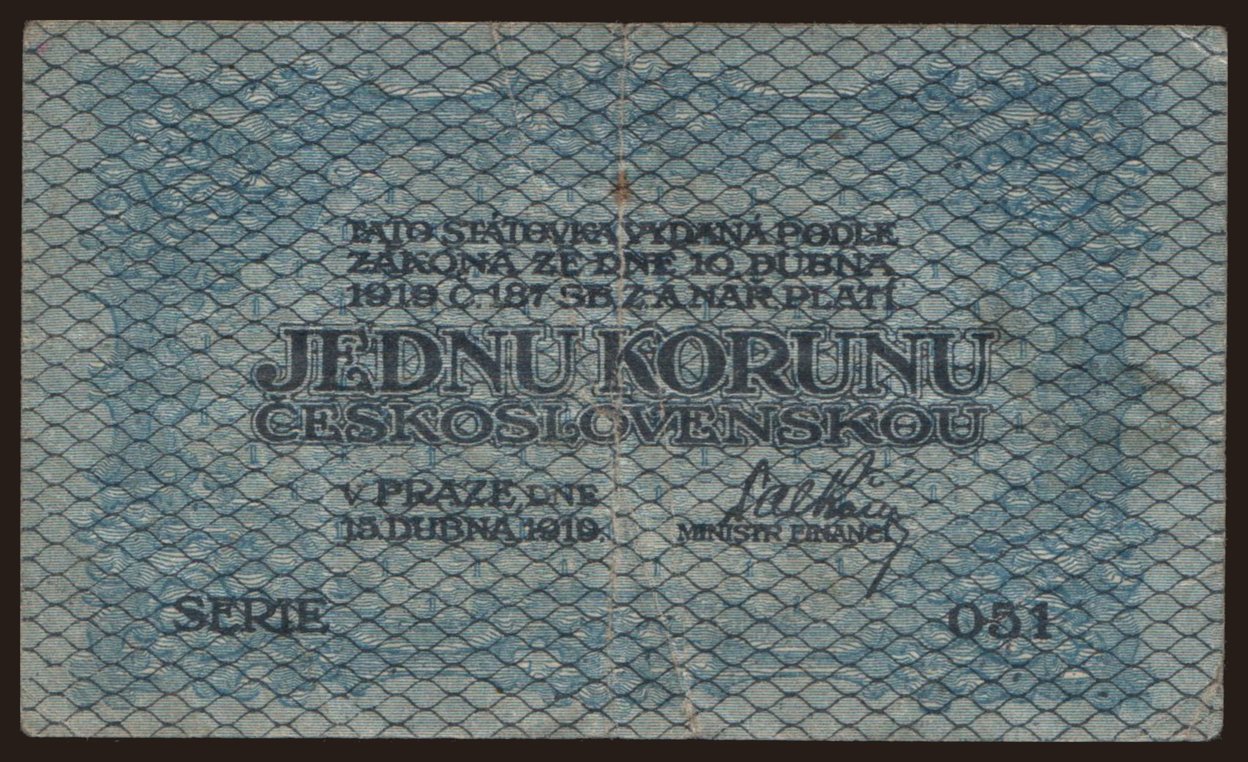 TATO STÁTOVKA VYDANÁ PODLE
ZÁKONA ZE DNE 10. DUBNA
1919 Č. 187 SB. Z. A NAŘ. PLATÍ
JEDNU KORUNU
ČESKOSLOVENSKOU
V PRAZE, DNE
15. DUBNA 1919.
MINISTR FINANCÍ
SERIE 051